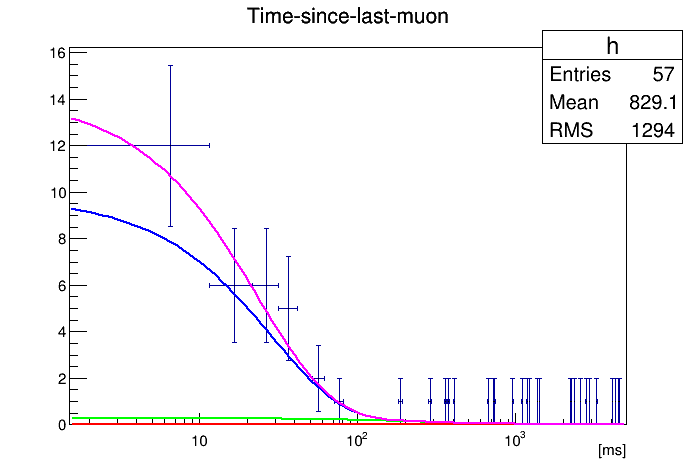 Time-since-last-muon
h
Entries 57
Mean 829.1
RMS 1294
16
14
12
10
8
6
4
2
0
10 10² 10³
[ms]